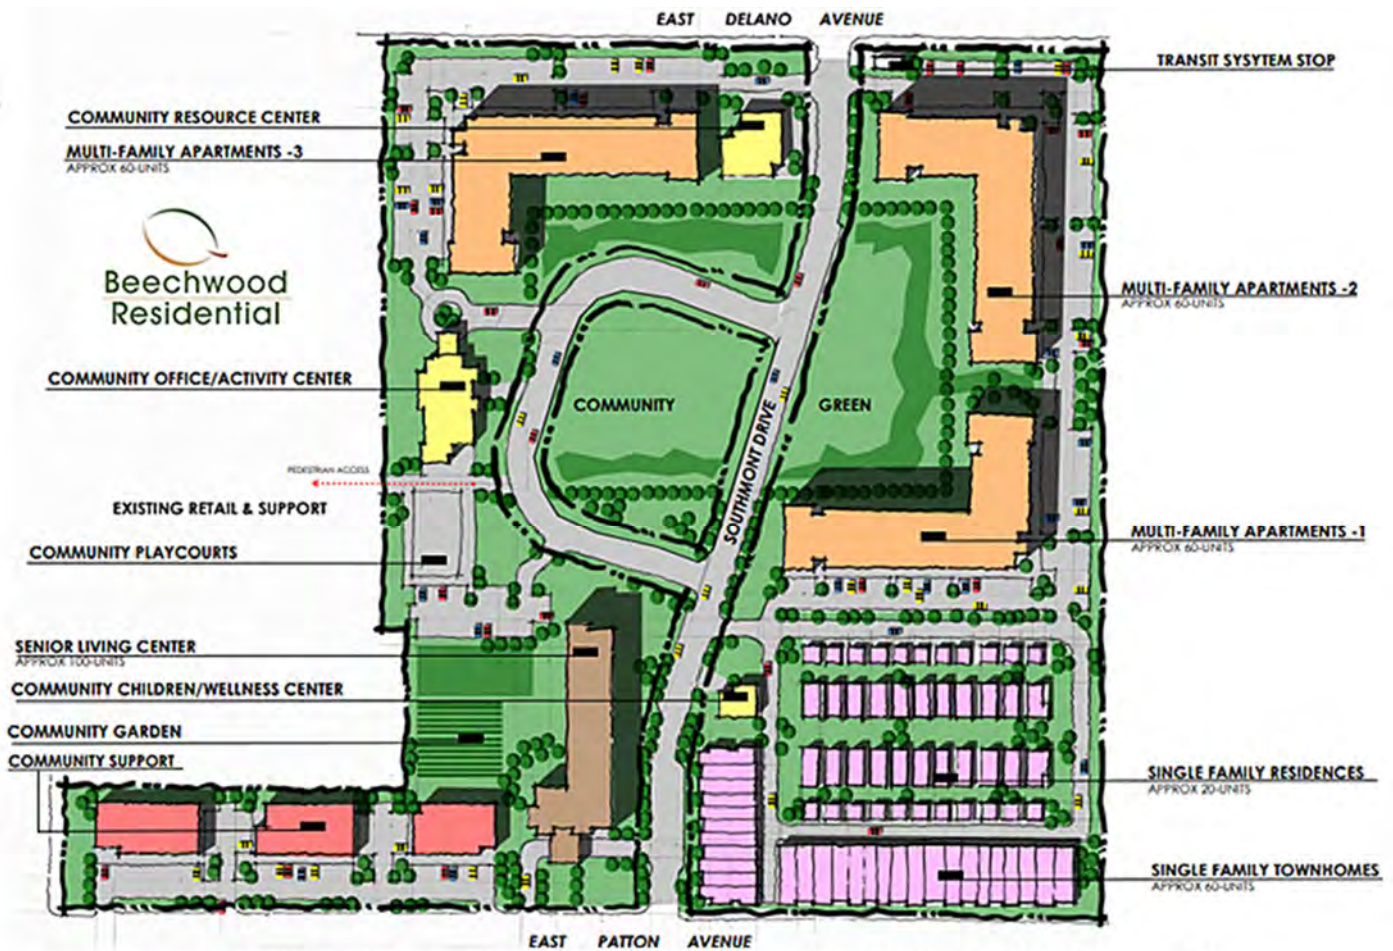 EAST DELANO AVENUE
TRANSIT SYSYTEM STOP
COMMUNITY RESOURCE CENTER
MULTI-FAMILY APARTMENTS -3
APPROX 60-UNITS
Beechwood
Residential
MULTI-FAMILY APARTMENTS -2
APPROX 60-UNITS
COMMUNITY OFFICE/ACTIVITY CENTER
COMMUNITY GREEN
SOUTHMONT DRIVE
PEDESTRIAN ACCESS
EXISTING RETAIL & SUPPORT
MULTI-FAMILY APARTMENTS -1
APPROX 60-UNITS
COMMUNITY PLAYCOURTS
SENIOR LIVING CENTER
APPROX 100-UNITS
COMMUNITY CHILDREN/WELLNESS CENTER
COMMUNITY GARDEN
COMMUNITY SUPPORT
SINGLE FAMILY RESIDENCES
APPROX 20-UNITS
SINGLE FAMILY TOWNHOMES
APPROX 60-UNITS
EAST PATTON AVENUE